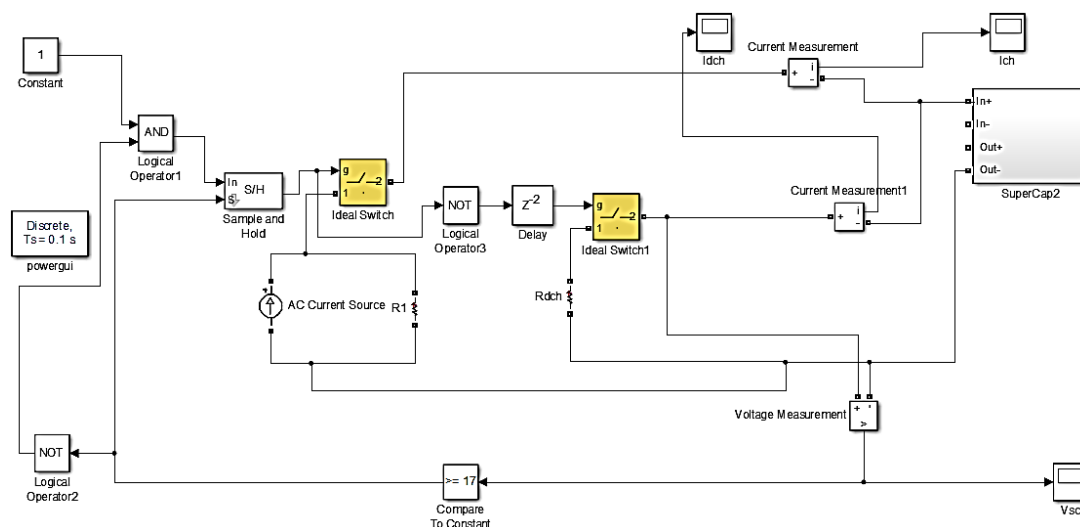 1
Constant
AND
Logical
Operator1
In
S
S/H
Sample and
Hold
g
1
2
Ideal Switch
Discrete,
Ts= 0.1 s
powergui
AC Current Source
R1
NOT
Logical
Operator3
Z-2
Delay
g
1
2
Ideal Switch1
Rdch
Idch
Current Measurement
+
i
-
Ich
Current Measurement1
+
i
-
In+
In-
Out+
Out-
SuperCap2
Voltage Measurement
+
-
v
NOT
Logical
Operator2
>= 17
Compare
To Constant